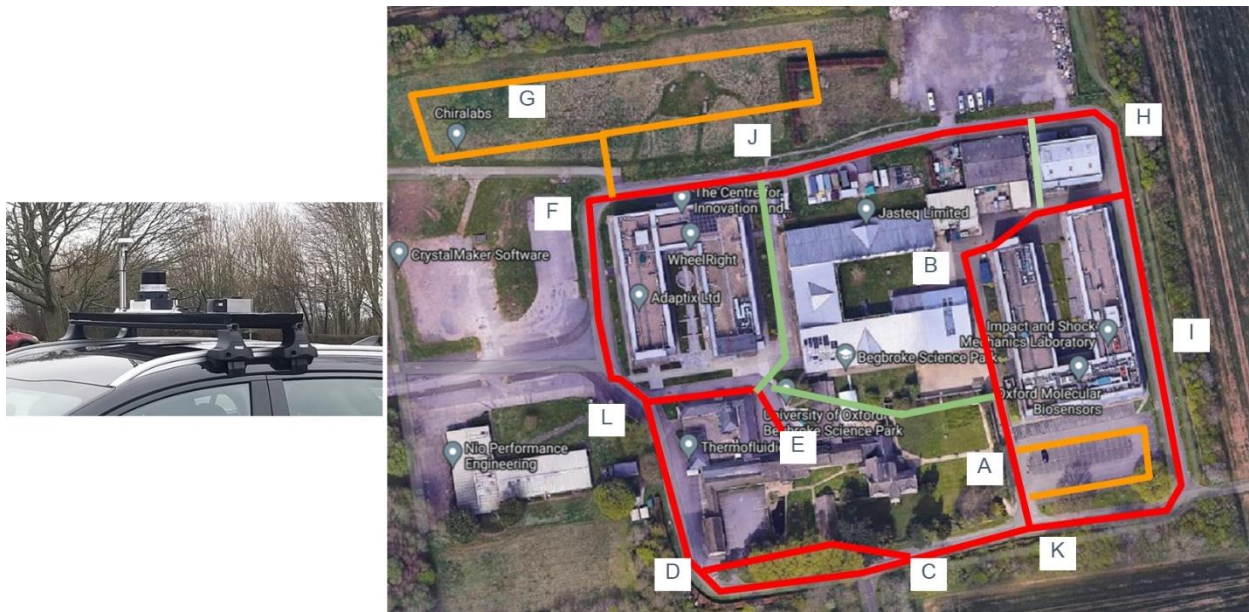 G
Chiralabs
J
H
The Centre for
Innovation and
F
Jasteq Limited
CrystalMaker Software
WheelRight
B
Adaptix Ltd
Impact and Shock
Mechanics Laboratory
I
Begbroke Science Park
Oxford Molecular
Biosensors
University of Oxford
Begbroke Science Park
L
E
Nio Performance
Engineering
Thermofluidi
A
K
D
C